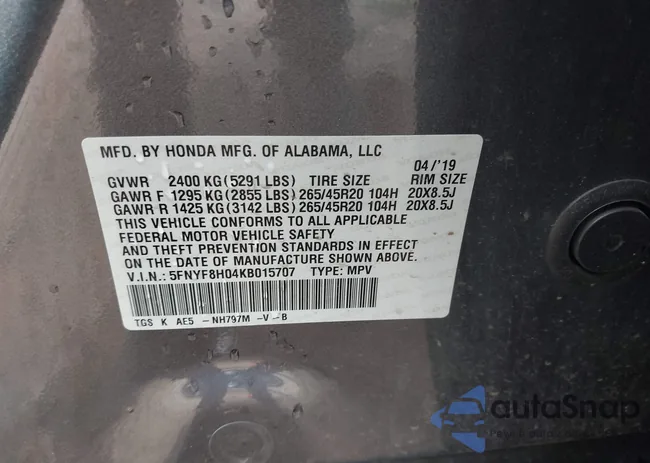 MFD. BY HONDA MFG. OF ALABAMA, LLC
04/'19
GVWR 2400 KG(5291 LBS) TIRE SIZE RIM SIZE
GAWR F 1295 KG(2855 LBS)265/45R20 104H 20X8.5J
GAWR R 1425 KG(3142 LBS)265/45R20 104H 20X8.5J
THIS VEHICLE CONFORMS TO ALL APPLICABLE
FEDERAL MOTOR VEHICLE SAFETY
AND THEFT PREVENTION STANDARDS IN EFFECT
ON THE DATE OF MANUFACTURE SHOWN ABOVE.
V.I.N.: 5FNYF8H04KB015707 TYPE: MPV
TGS K AE5 -NH797M -V-B
autoSnap